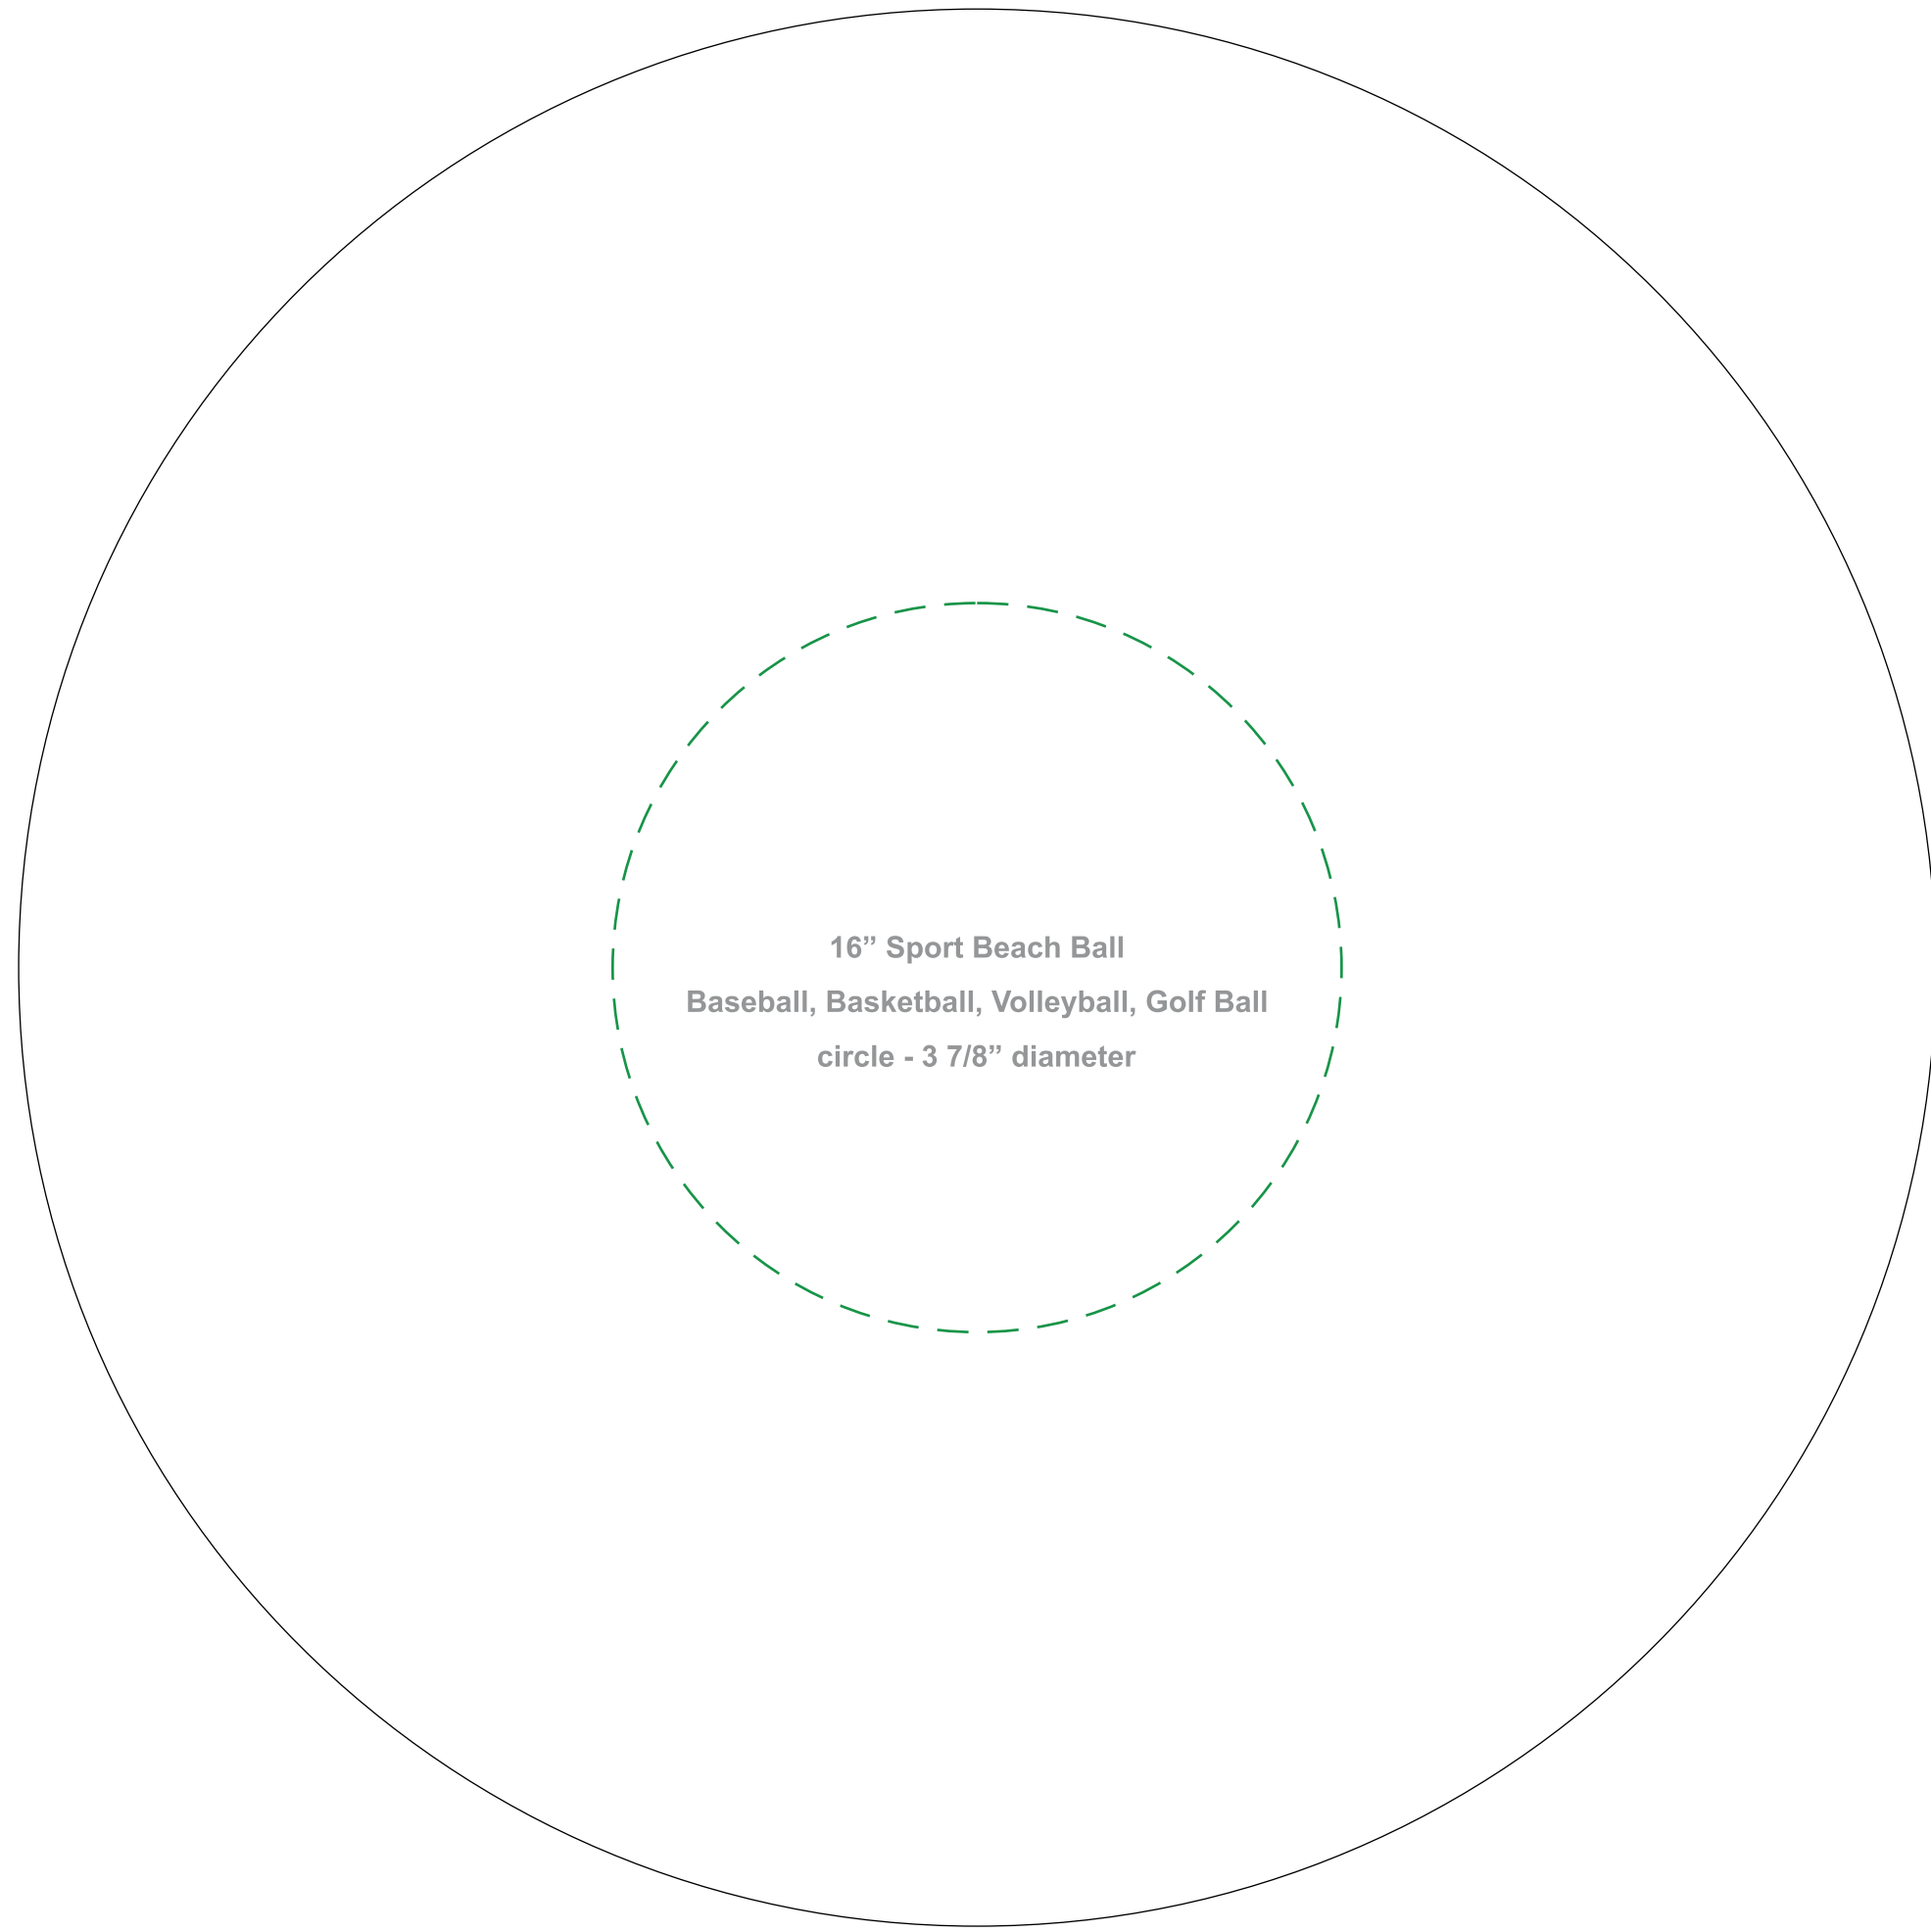 16” Sport Beach Ball
Baseball, Basketball, Volleyball, Golf Ball
circle - 3 7/8” diameter